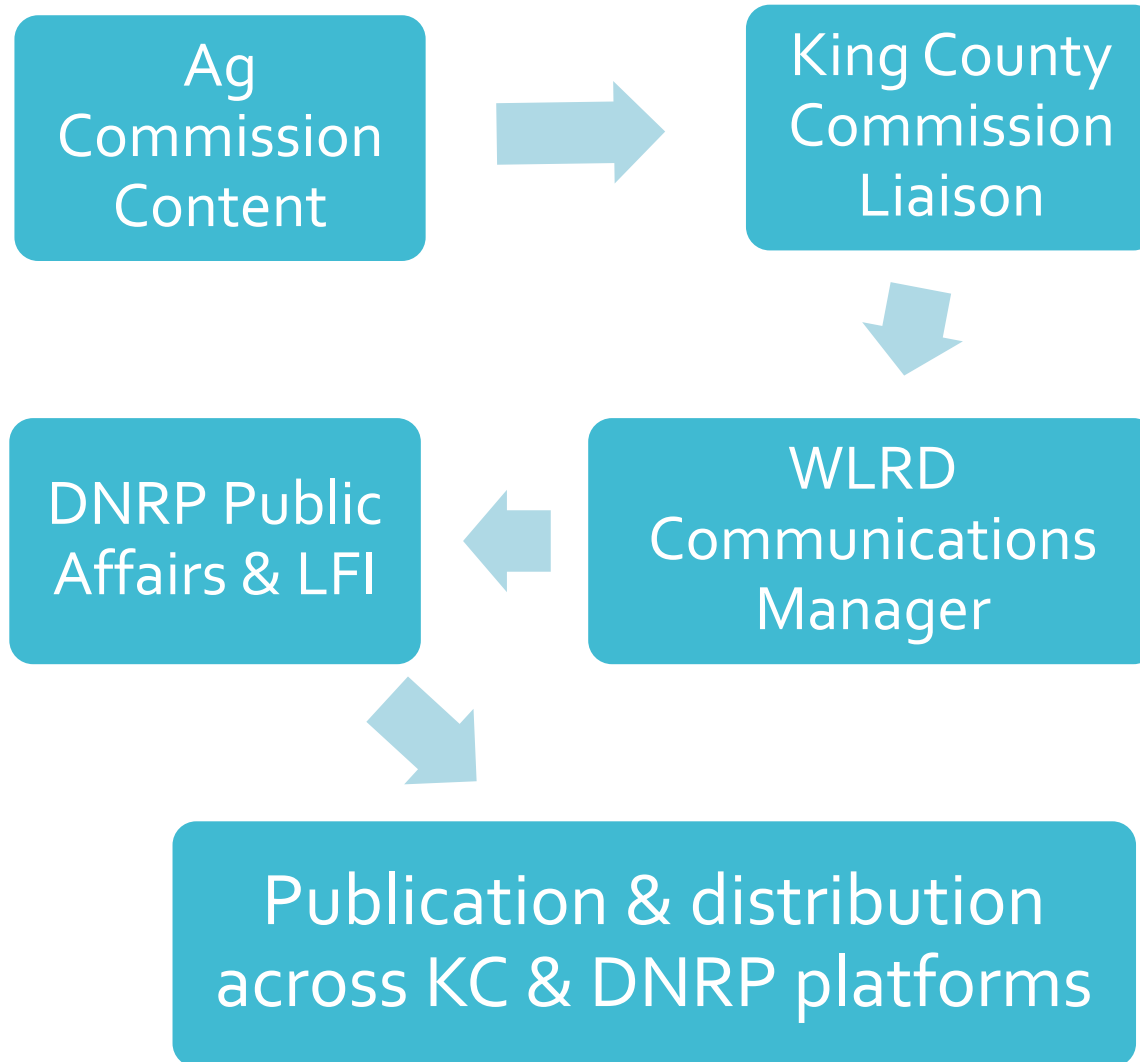 Ag
Commission
Content
King County
Commission
Liaison
WLRD
Communications
Manager
DNRP Public
Affairs & LFI
Publication & distribution
across KC & DNRP platforms